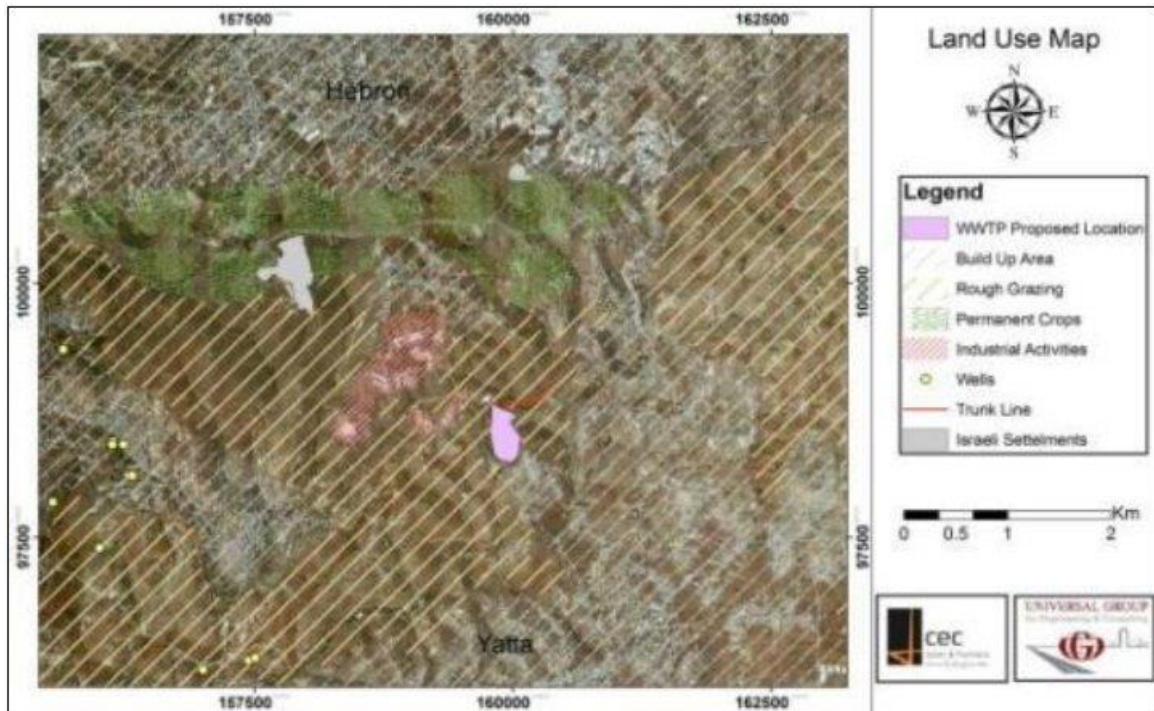 157500 160000 162500
Hebron
100000 100000
97500 97500
Yatta
157500 160000 162500
Land Use Map
N
W E
S
Legend
WWTP Proposed Location
Build Up Area
Rough Grazing
Permanent Crops
Industrial Activities
Wells
Trunk Line
Israeli Settelments
Km
0 0.5 1 2
cec
UNIVERSAL GROUP